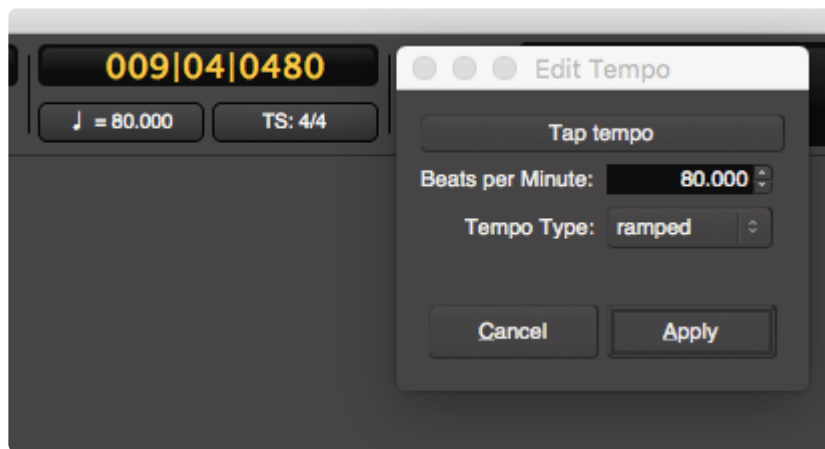 009|04|0480
♩ = 80.000
TS: 4/4
Edit Tempo
Tap tempo
Beats per Minute: 80.000
Tempo Type: ramped
Cancel
Apply